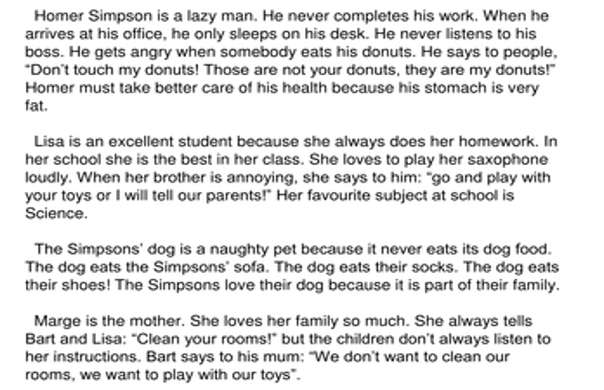 Homer Simpson is a lazy man. He never completes his work. When he
arrives at his office, he only sleeps on his desk. He never listens to his
boss. He gets angry when somebody eats his donuts. He says to people,
“Don’t touch my donuts! Those are not your donuts, they are my donuts!”
Homer must take better care of his health because his stomach is very
fat.
Lisa is an excellent student because she always does her homework. In
her school she is the best in her class. She loves to play her saxophone
loudly. When her brother is annoying, she says to him: “go and play with
your toys or I will tell our parents!” Her favourite subject at school is
Science.
The Simpsons’ dog is a naughty pet because it never eats its dog food.
The dog eats the Simpsons’ sofa. The dog eats their socks. The dog eats
their shoes! The Simpsons love their dog because it is part of their family.
Marge is the mother. She loves her family so much. She always tells
Bart and Lisa: “Clean your rooms!” but the children don’t always listen to
her instructions. Bart says to his mum: “We don’t want to clean our
rooms, we want to play with our toys”.